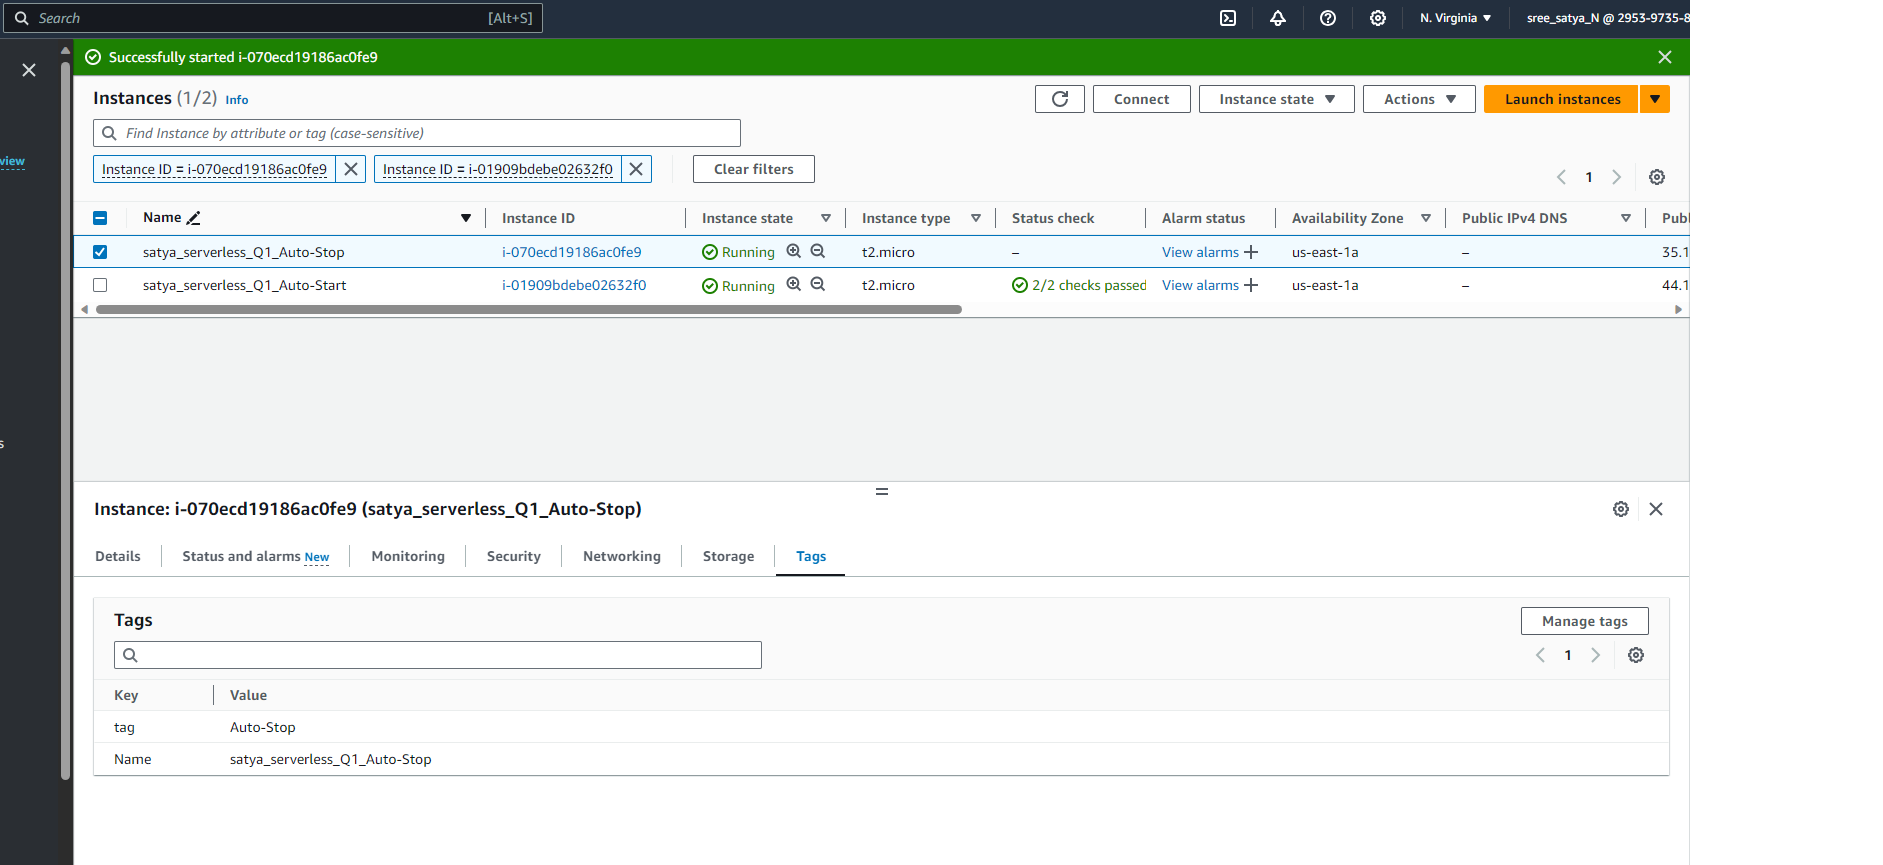 Search [Alt+S] N. Virginia sree_satya_N @ 2953-9735-8
Successfully started i-070ecd19186ac0fe9
Instances (1/2) Info Connect Instance state Actions Launch instances
Find Instance by attribute or tag (case-sensitive)
view
Instance ID = i-070ecd19186ac0fe9 Instance ID = i-01909bdebe02632f0 Clear filters
1
Name Instance ID Instance state Instance type Status check Alarm status Availability Zone Public IPv4 DNS Publ
satya_serverless_Q1_Auto-Stop i-070ecd19186ac0fe9 Running t2.micro – View alarms + us-east-1a – 35.1
satya_serverless_Q1_Auto-Start i-01909bdebe02632f0 Running t2.micro 2/2 checks passed View alarms + us-east-1a – 44.1
s
Instance: i-070ecd19186ac0fe9 (satya_serverless_Q1_Auto-Stop)
Details Status and alarms New Monitoring Security Networking Storage Tags
Tags Manage tags
1
Key Value
tag Auto-Stop
Name satya_serverless_Q1_Auto-Stop